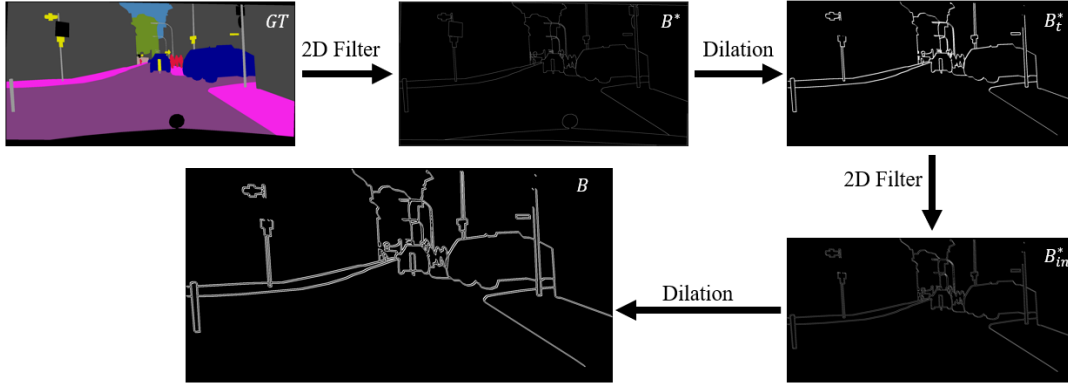 GT
2D Filter
B*
Dilation
B*t
2D Filter
B*in
Dilation
B